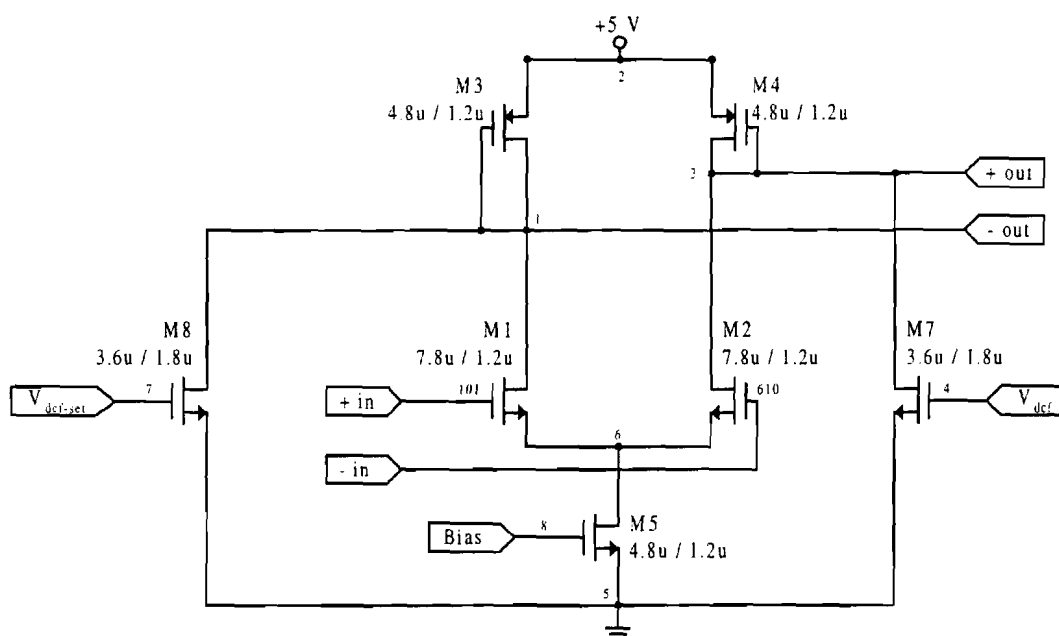 +5 V
2
M3
4.8u / 1.2u
M4
4.8u / 1.2u
3
+ out
1
- out
M8
3.6u / 1.8u
M1
7.8u / 1.2u
M2
7.8u / 1.2u
M7
3.6u / 1.8u
V dcf-set
7
+ in
101
610
4
V dcf
6
- in
Bias
8
M5
4.8u / 1.2u
5